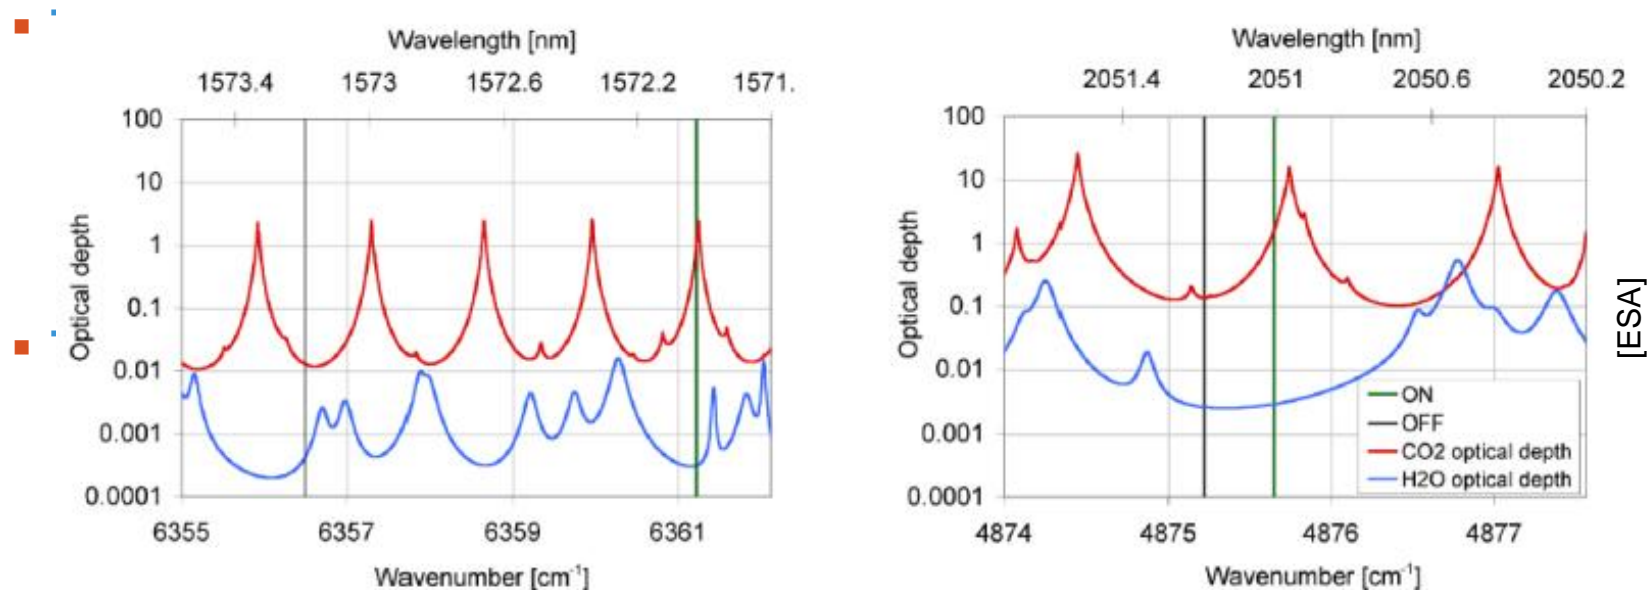 Wavelength [nm]
1573.4 1573 1572.6 1572.2 1571.
100
10
1
0.1
0.01
0.001
0.0001
Optical depth
6355 6357 6359 6361
Wavenumber [cm-1]
Wavelength [nm]
2051.4 2051 2050.6 2050.2
100
10
1
0.1
0.01
0.001
0.0001
Optical depth
ON
OFF
CO2 optical depth
H2O optical depth
4874 4875 4876 4877
Wavenumber [cm-1]
[ESA]